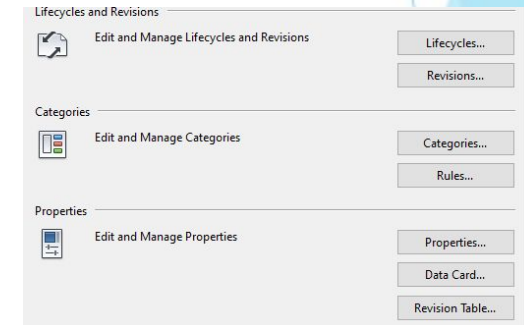 Lifecycles and Revisions
Edit and Manage Lifecycles and Revisions
Lifecycles...
Revisions...
Categories
Edit and Manage Categories
Categories...
Rules...
Properties
Edit and Manage Properties
Properties...
Data Card...
Revision Table...